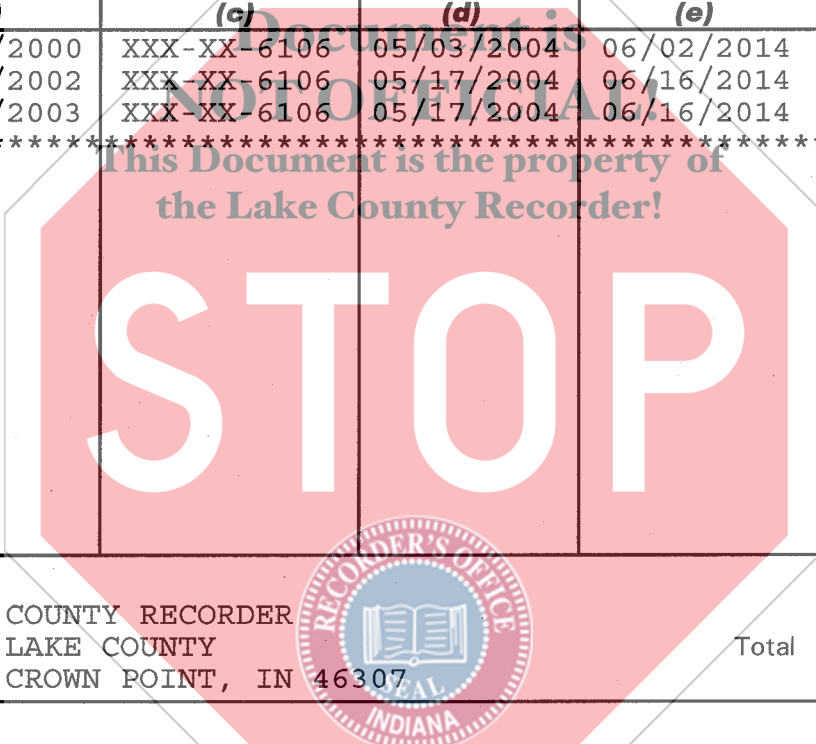 (c) (d) (e)
Document is
/2000 XXX-XX-6106 05/03/2004 06/02/2014
/2002 XXX-XX-6106 05/17/2004 06/16/2014
NOT OFFICIAL!
/2003 XXX-XX-6106 05/17/2004 06/16/2014
This Document is the property of
the Lake County Recorder!
STOP
RECORDER'S OFFICE
COUNTY RECORDER
LAKE COUNTY Total
CROWN POINT, IN 46307
SEAL
INDIANA